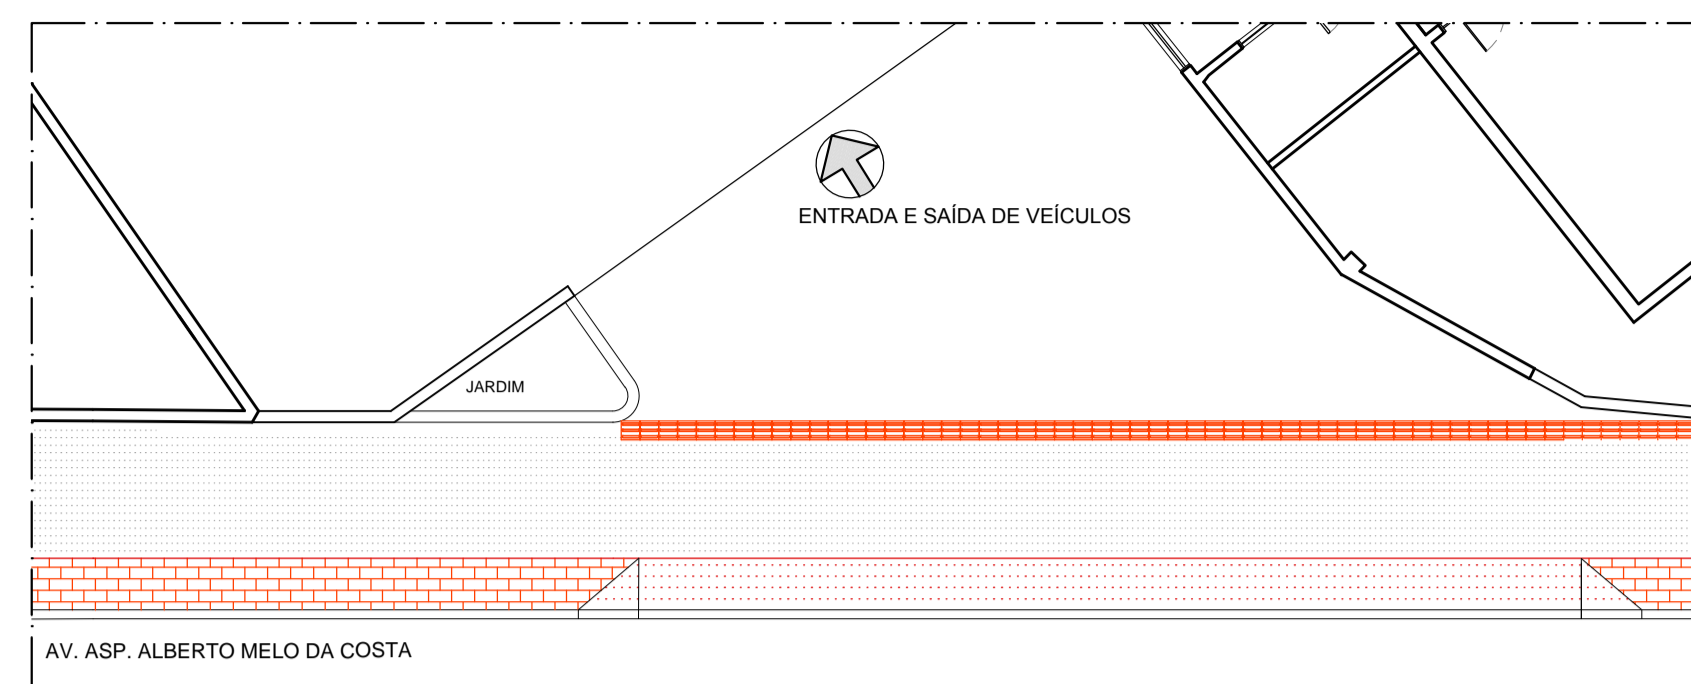 ENTRADA E SAÍDA DE VEÍCULOS
JARDIM
AV. ASP. ALBERTO MELO DA COSTA